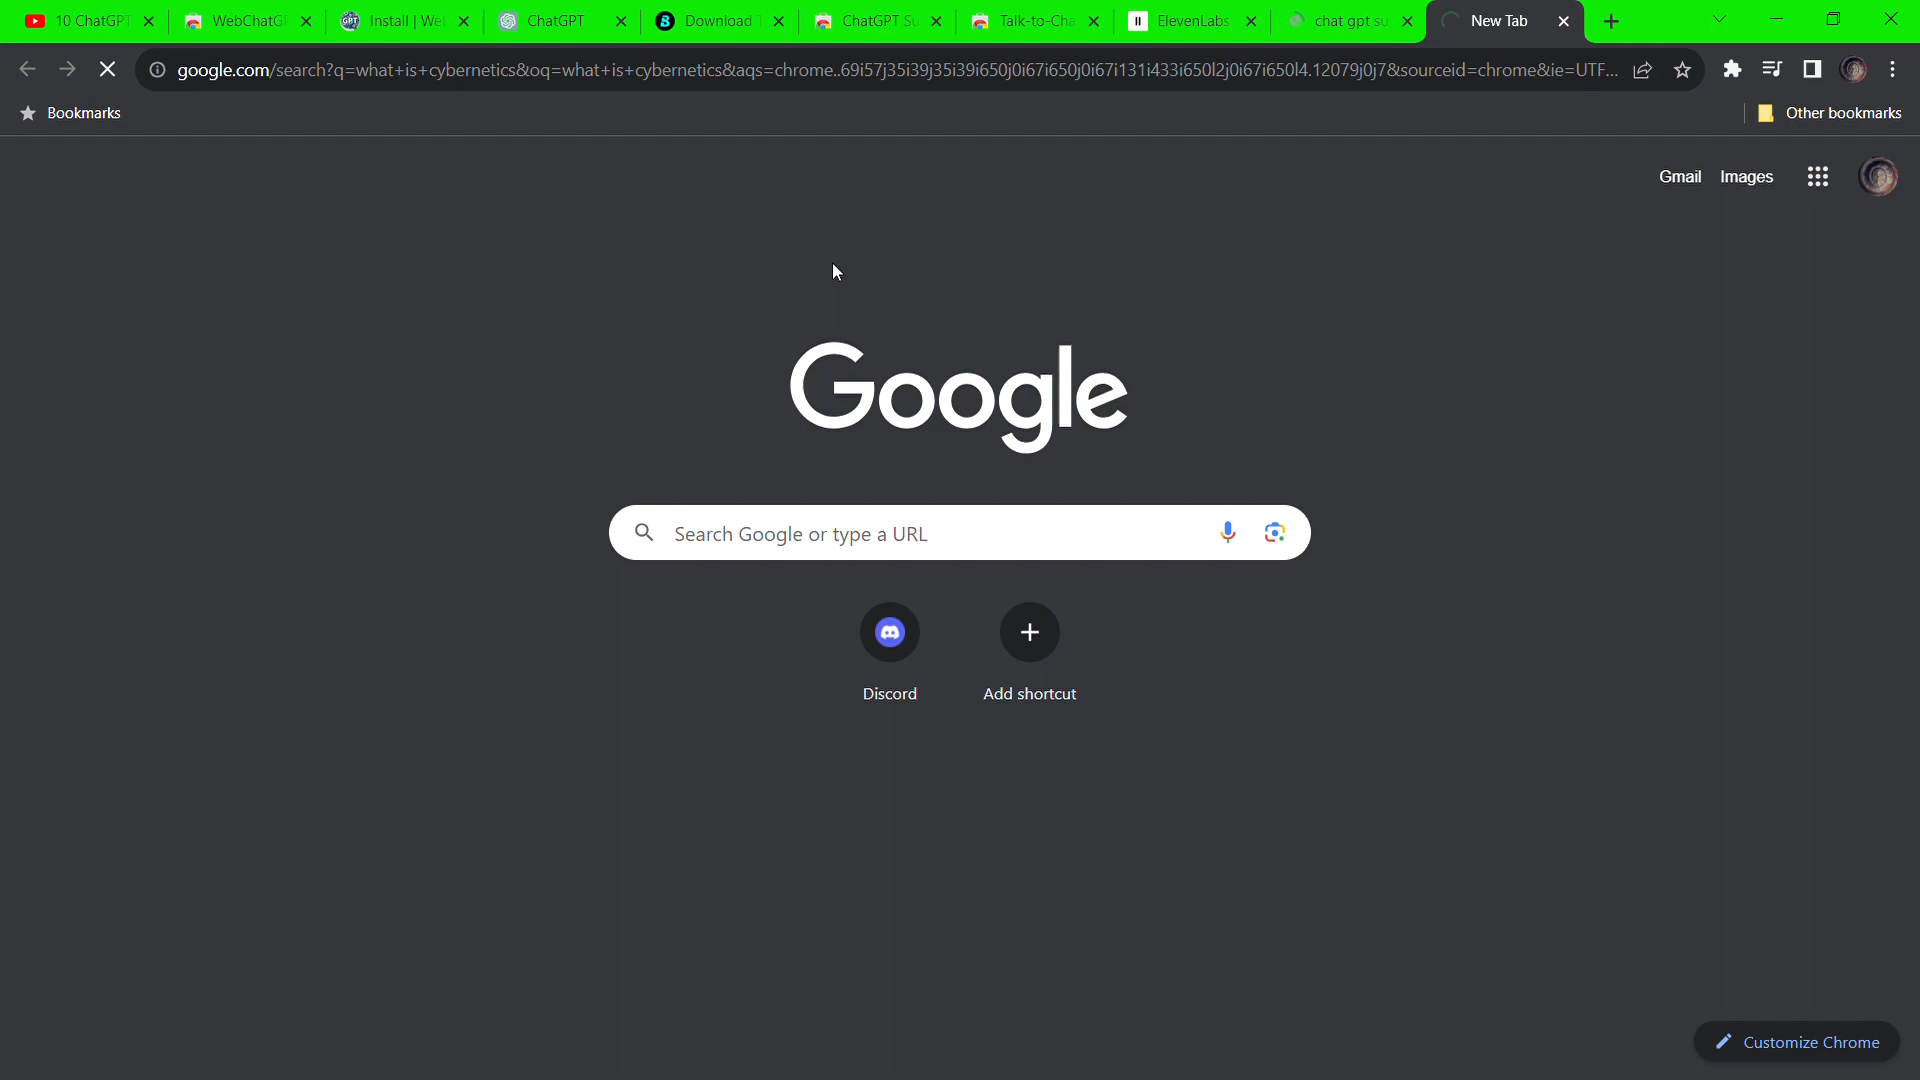 10 ChatGPT
WebChatGP
Install | Wel
ChatGPT
Download T
ChatGPT Su
Talk-to-Cha
ElevenLabs
chat gpt su
New Tab
google.com/search?q=what+is+cybernetics&oq=what+is+cybernetics&aqs=chrome..69i57j35i39j35i39i650j0i67i650j0i67i131i433i650l2j0i67i650l4.12079j0j7&sourceid=chrome&ie=UTF...
Bookmarks
Other bookmarks
Gmail Images
Google
Search Google or type a URL
Discord
Add shortcut
Customize Chrome